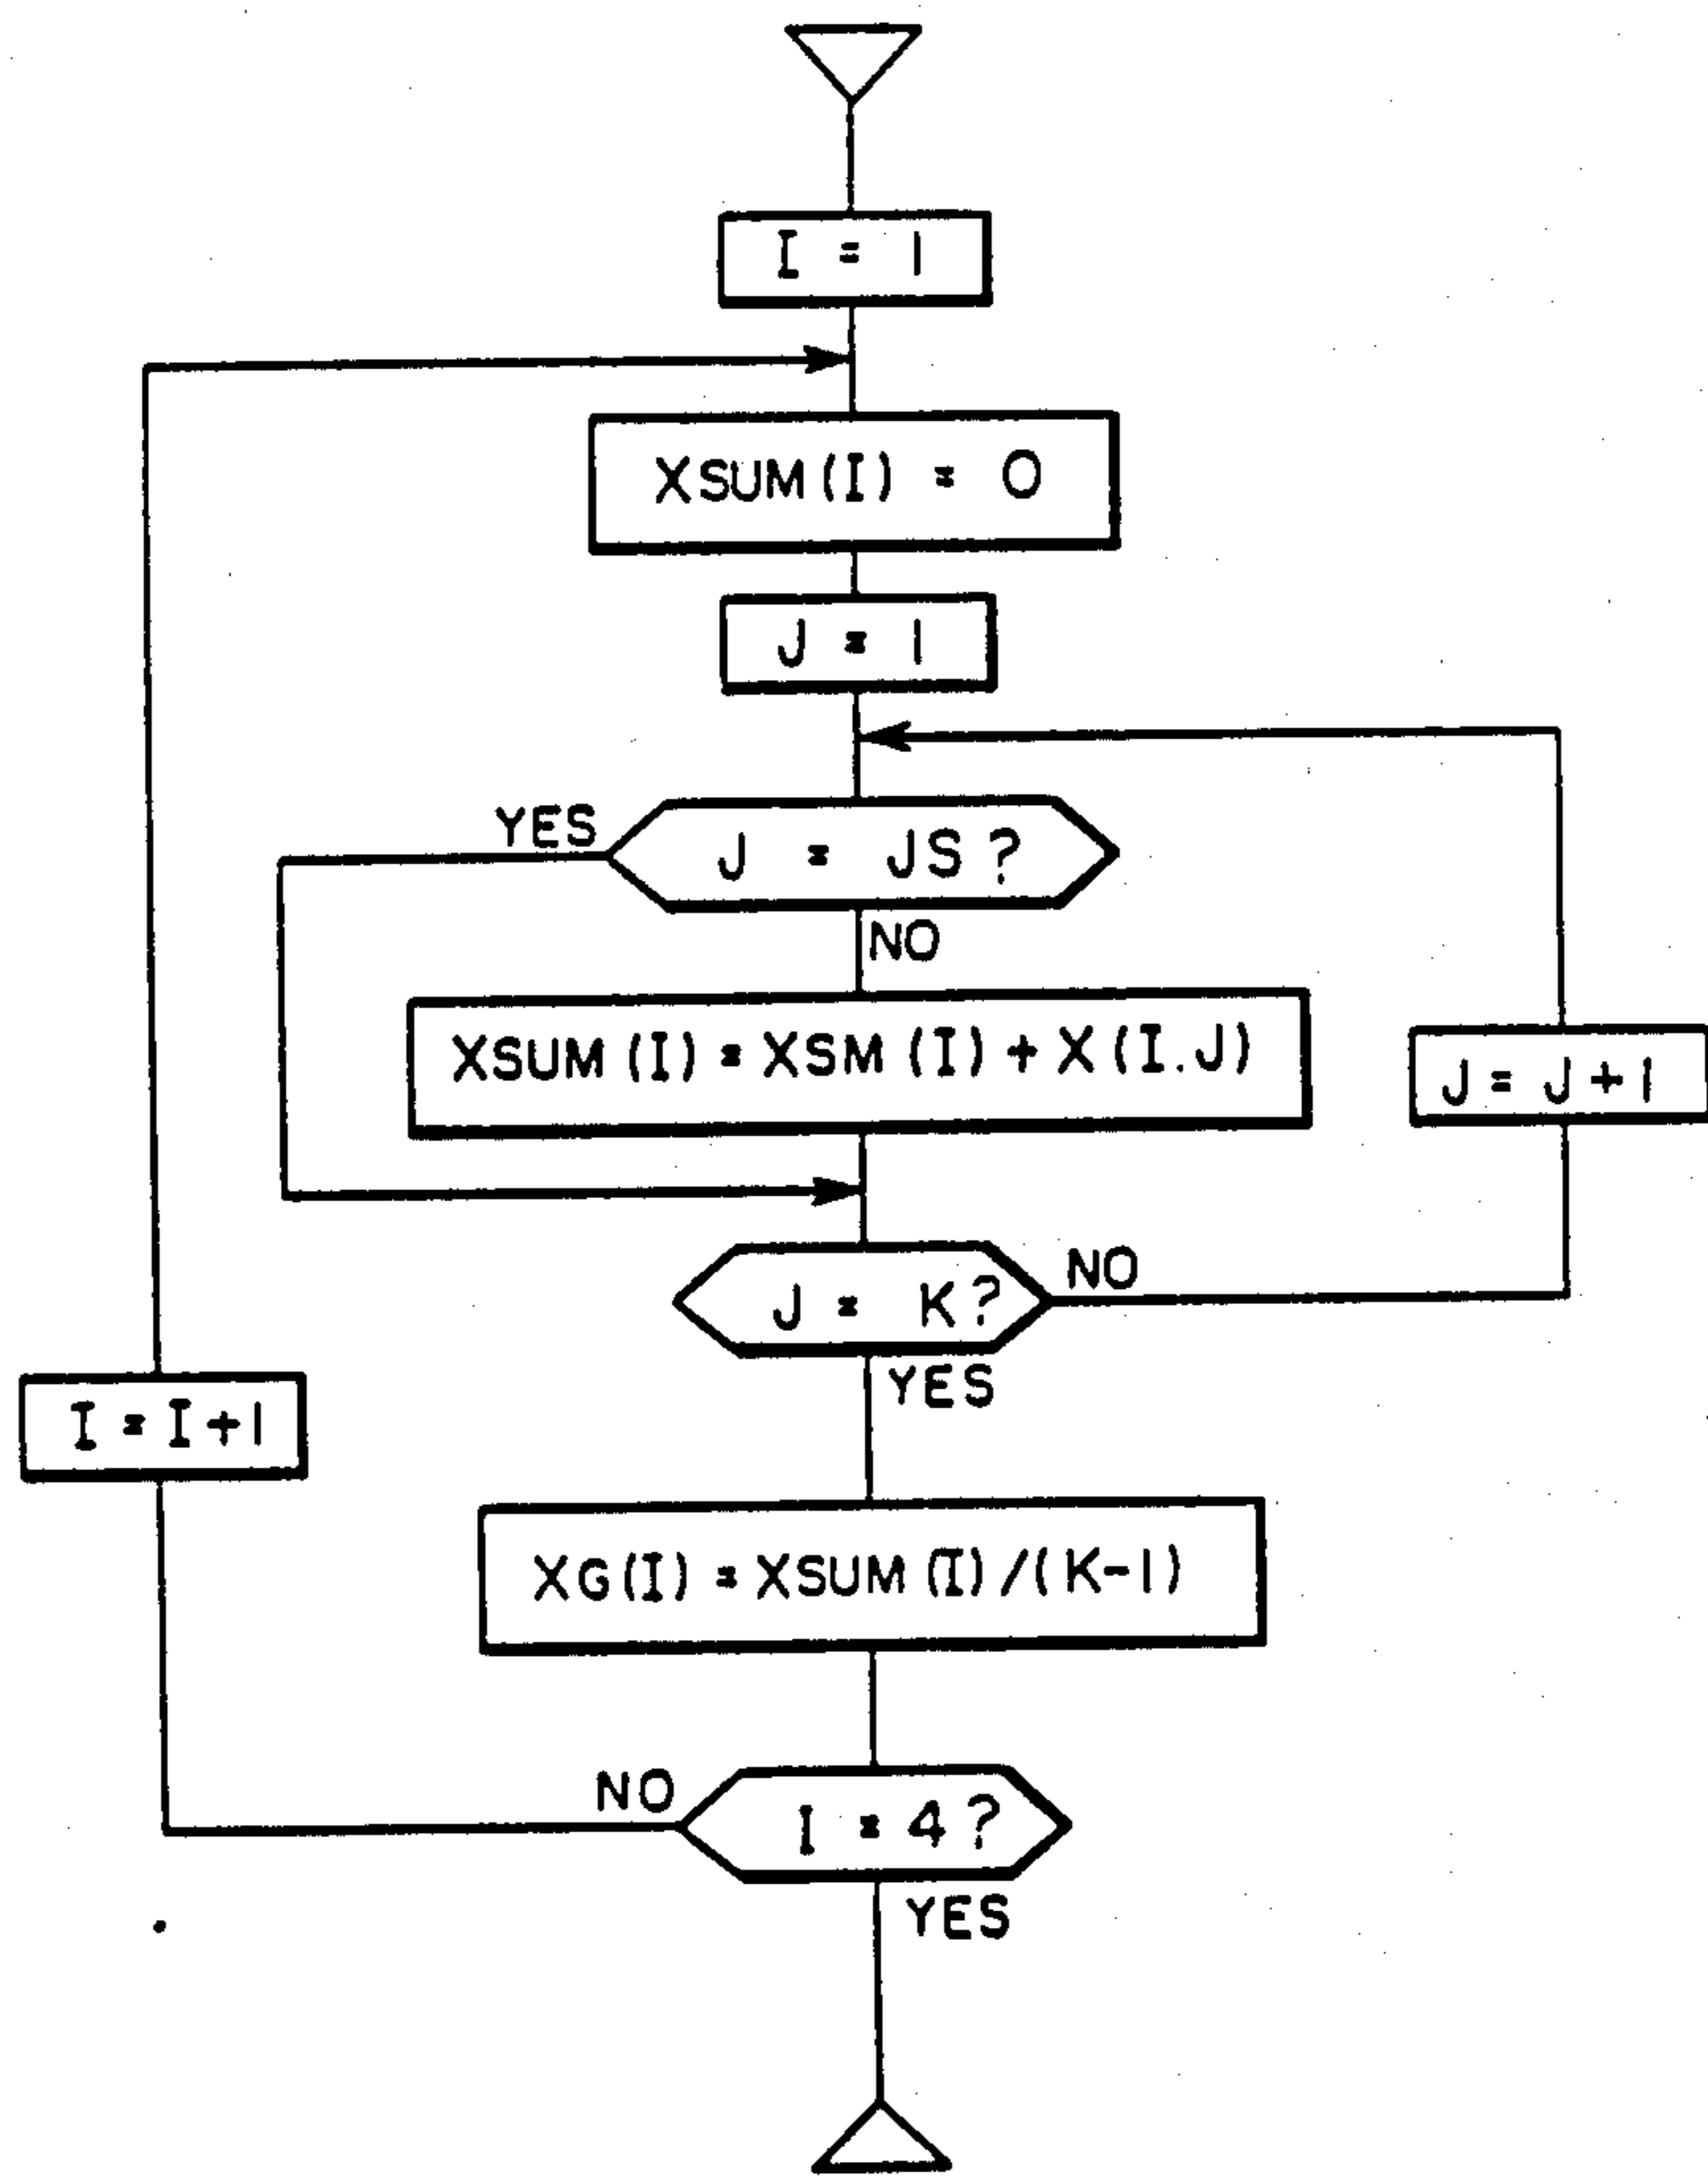 I = 1
XSUM(I) = 0
J = 1
YES
J = JS?
NO
XSUM(I) = XSM(I) + X(I.J)
J = J+1
J = K?
NO
YES
I = I+1
XG(I) = XSUM(I)/(K-1)
NO
I = 4?
YES